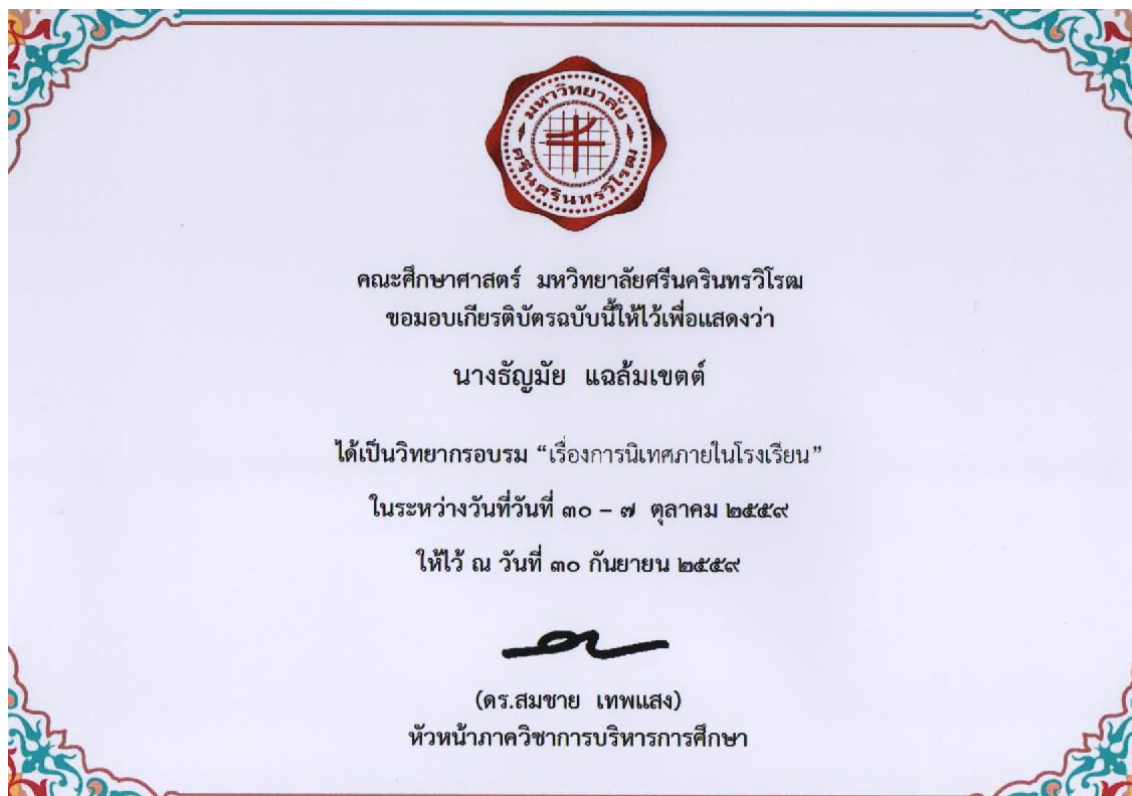 มหาวิทยาลัย
ศรีนครินทรวิโรฒ
คณะศึกษาศาสตร์ มหวิทยาลัยศรีนครินทรวิโรฒ
ขอมอบเกียรติบัตรฉบับนี้ให้ไว้เพื่อแสดงว่า
นางธัญมัย แฉล้มเขตต์
ได้เป็นวิทยากรอบรม “เรื่องการนิเทศภายในโรงเรียน”
ในระหว่างวันที่วันที่ ๓๐ – ๗ ตุลาคม ๒๕๕๙
ให้ไว้ ณ วันที่ ๓๐ กันยายน ๒๕๕๙
(ดร.สมชาย เทพแสง)
หัวหน้าภาควิชาการบริหารการศึกษา